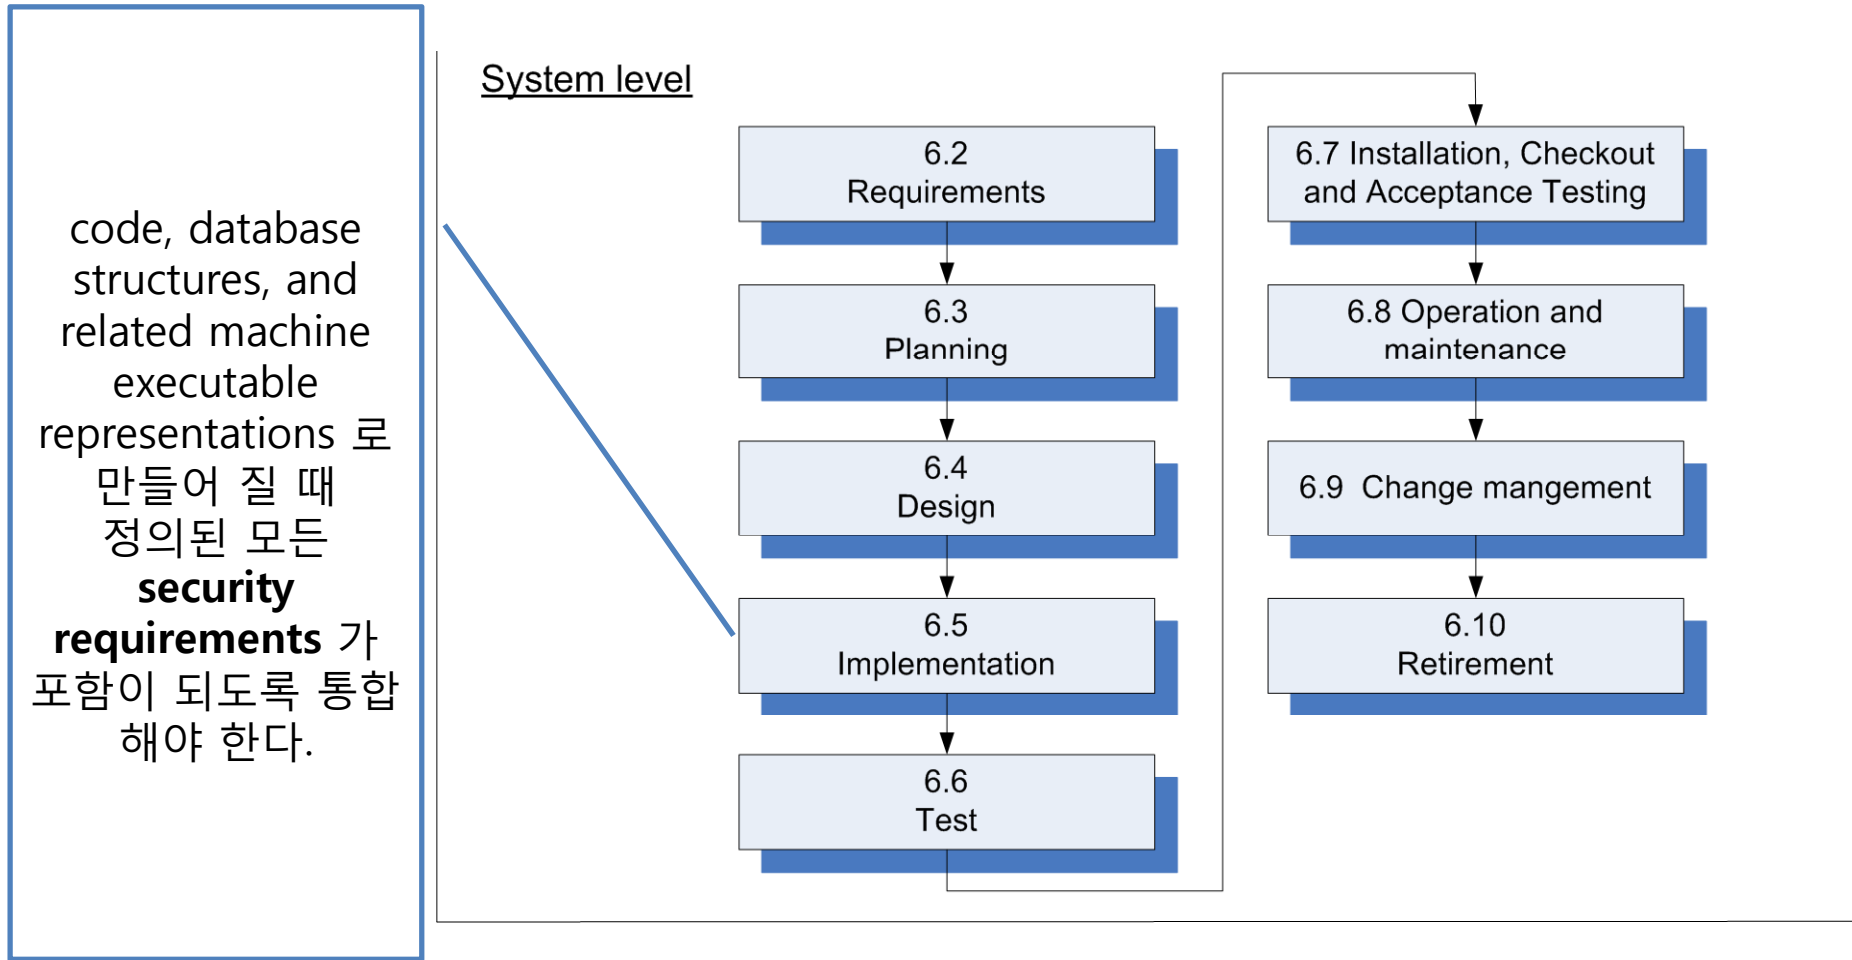 code, database
structures, and
related machine
executable
representations 로
만들어 질 때
정의된 모든
security
requirements 가
포함이 되도록 통합
해야 한다.
System level
6.2
Requirements
6.3
Planning
6.4
Design
6.5
Implementation
6.6
Test
6.7 Installation, Checkout
and Acceptance Testing
6.8 Operation and
maintenance
6.9  Change mangement
6.10
Retirement